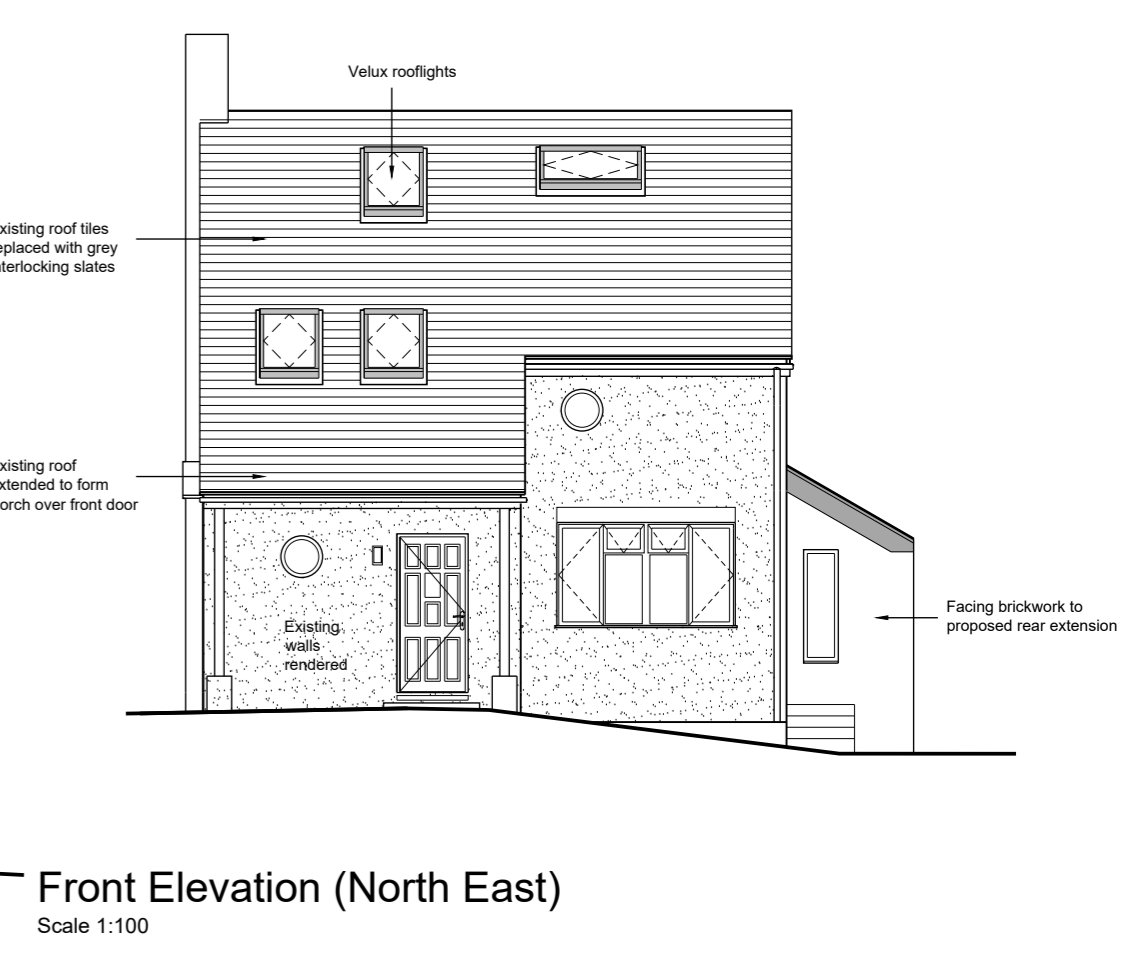 Velux rooflights
xisting roof tiles
eplaced with grey
nterlocking slates
xisting roof
xtended to form
orch over front door
Existing
walls
rendered
Facing brickwork to
proposed rear extension
Front Elevation (North East)
Scale 1:100